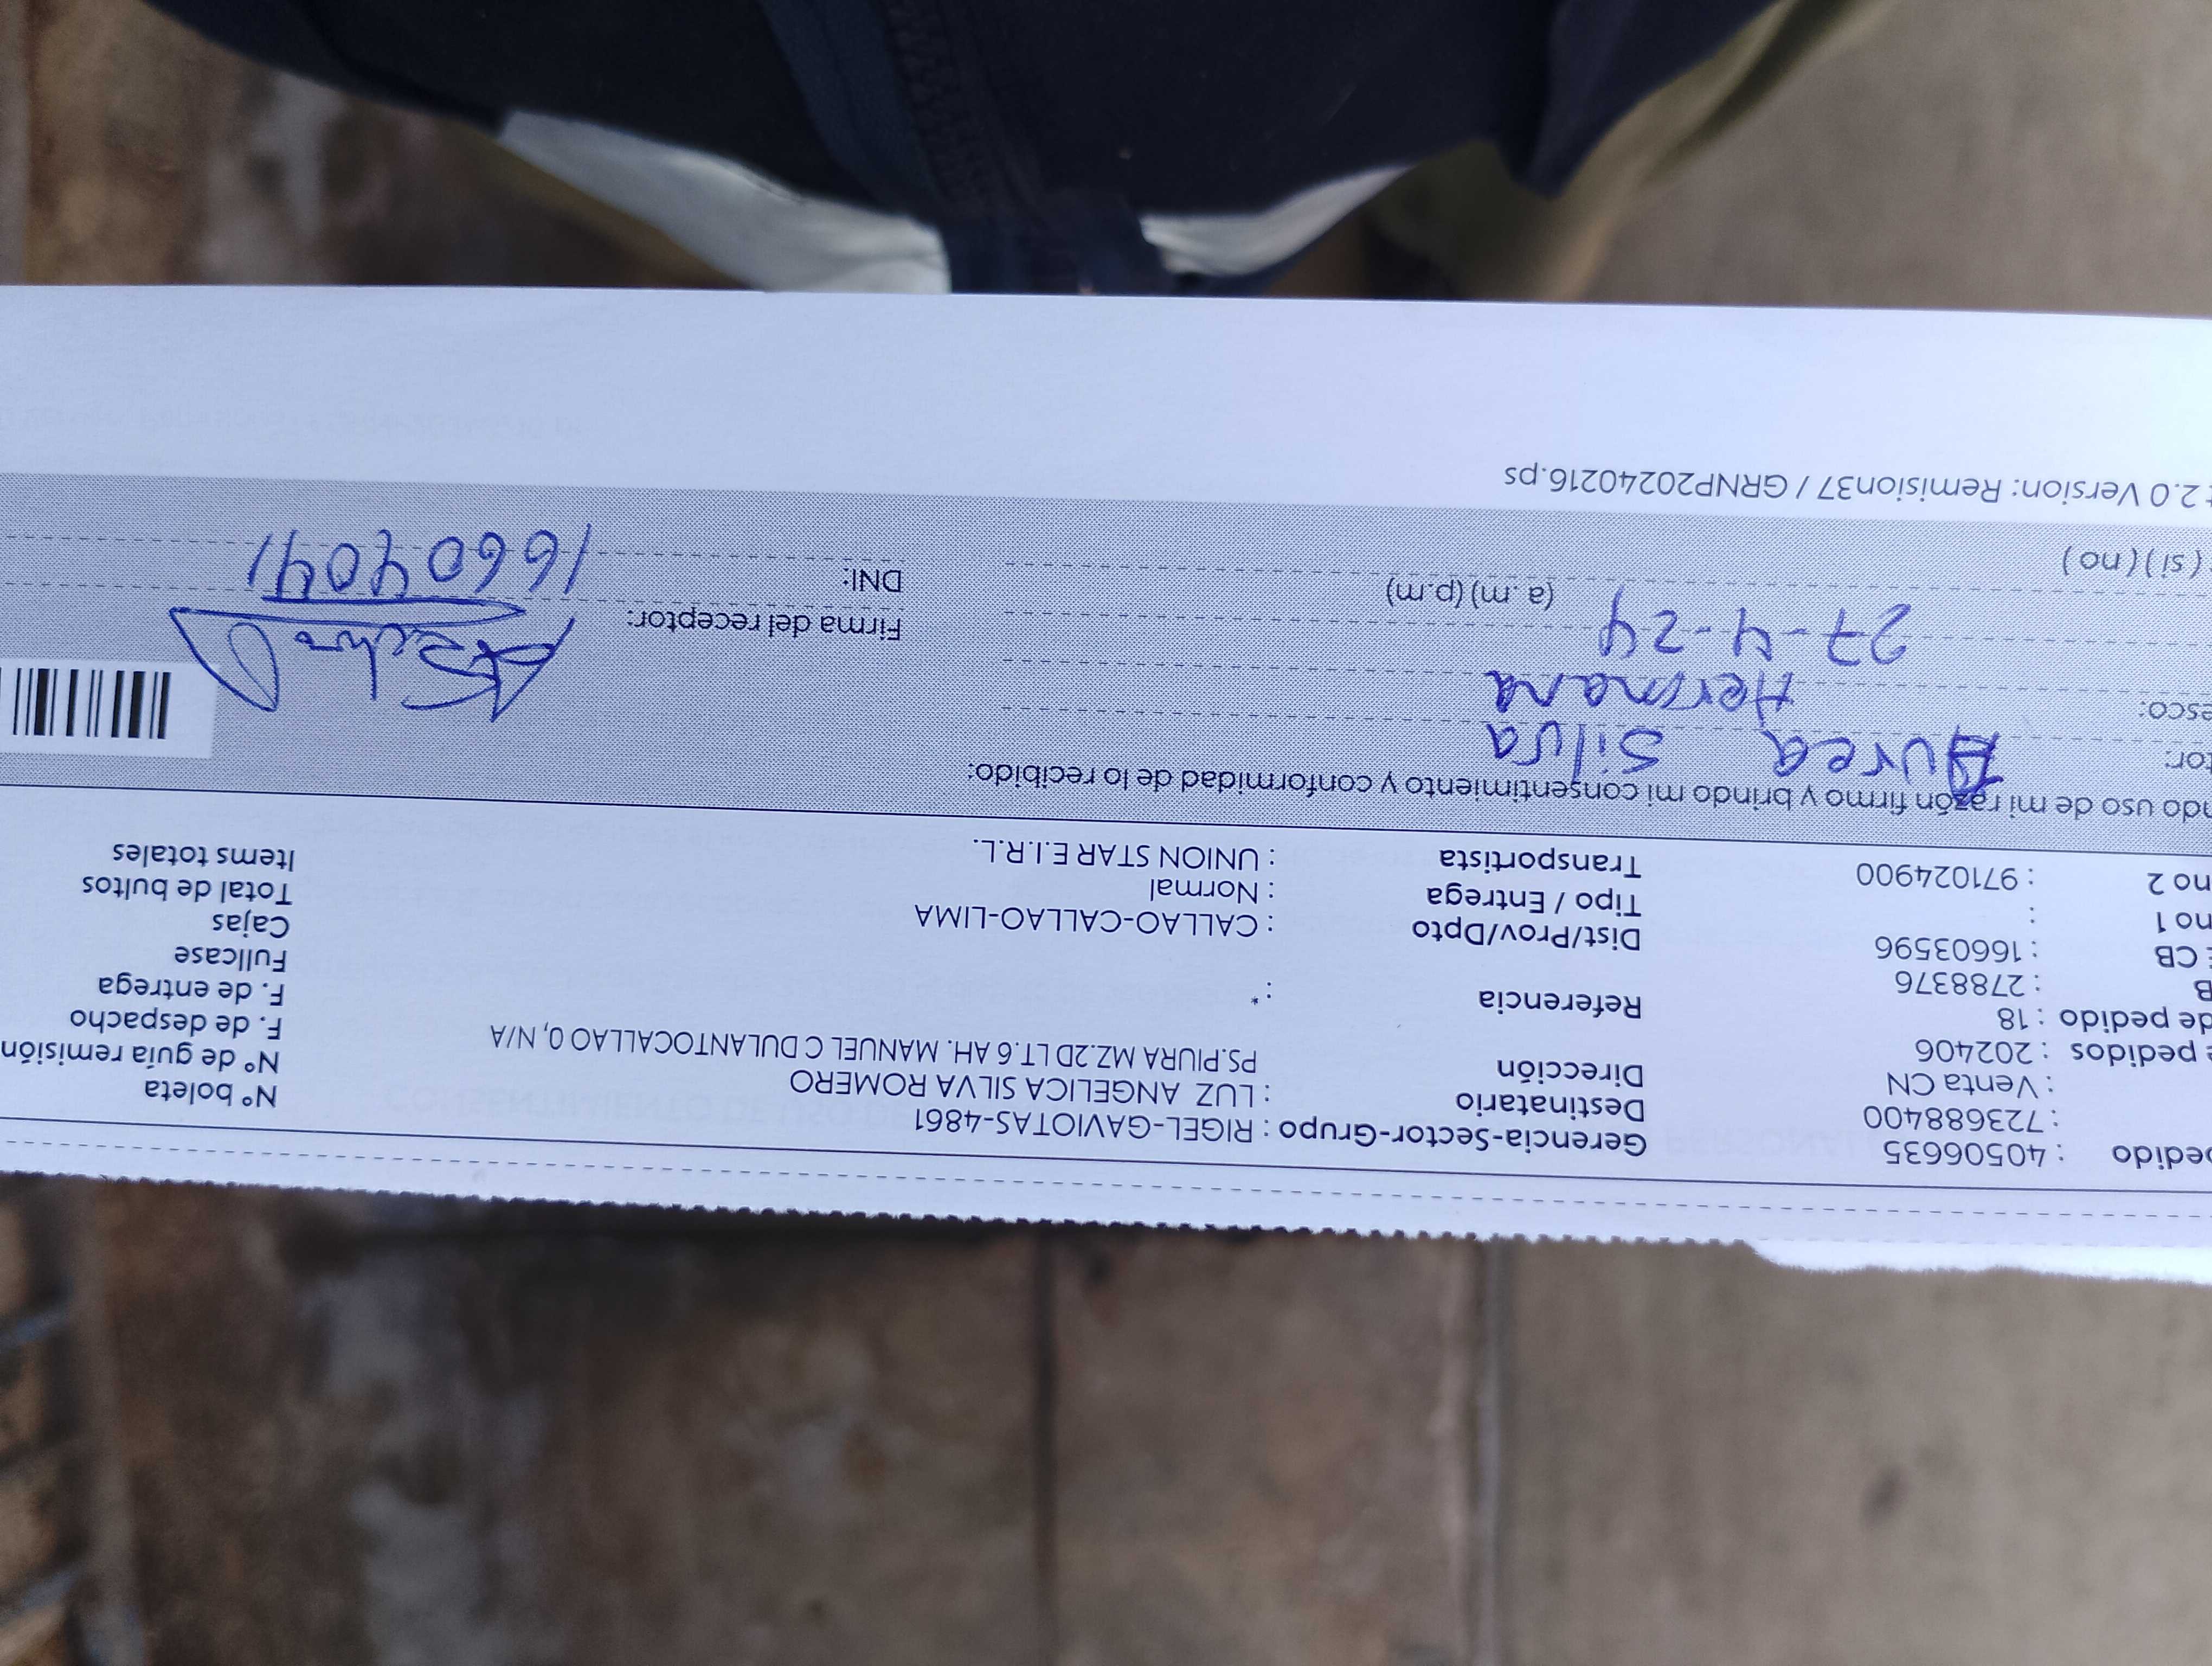 pedido : 40506635
: 723688400
: Venta CN
pedidos : 202406
de pedido : 18
B : 2788376
CB : 16603596
no 1 :
no 2 : 971024900
Gerencia-Sector-Grupo : RIGEL-GAVIOTAS-4861
Destinatario : LUZ ANGELICA SILVA ROMERO
Dirección PS.PIURA MZ.2D LT.6 AH. MANUEL C DULANTOCALLAO 0, N/A
Referencia : *
Dist/Prov/Dpto : CALLAO-CALLAO-LIMA
Tipo / Entrega : Normal
Transportista : UNION STAR E.I.R.L.
N° boleta
N° de guía remisión
F. de despacho
F. de entrega
Fullcase
Cajas
Total de bultos
Items totales
ndo uso de mi razón firmo y brindo mi consentimiento y conformidad de lo recibido:
tor: Aurea Silva
esco: Hermana
27-4-24 (a.m) (p.m)
(si) (no)
Firma del receptor:
DNI: 16604041
t 2.0 Version: Remision37 / GRNP20240216.ps